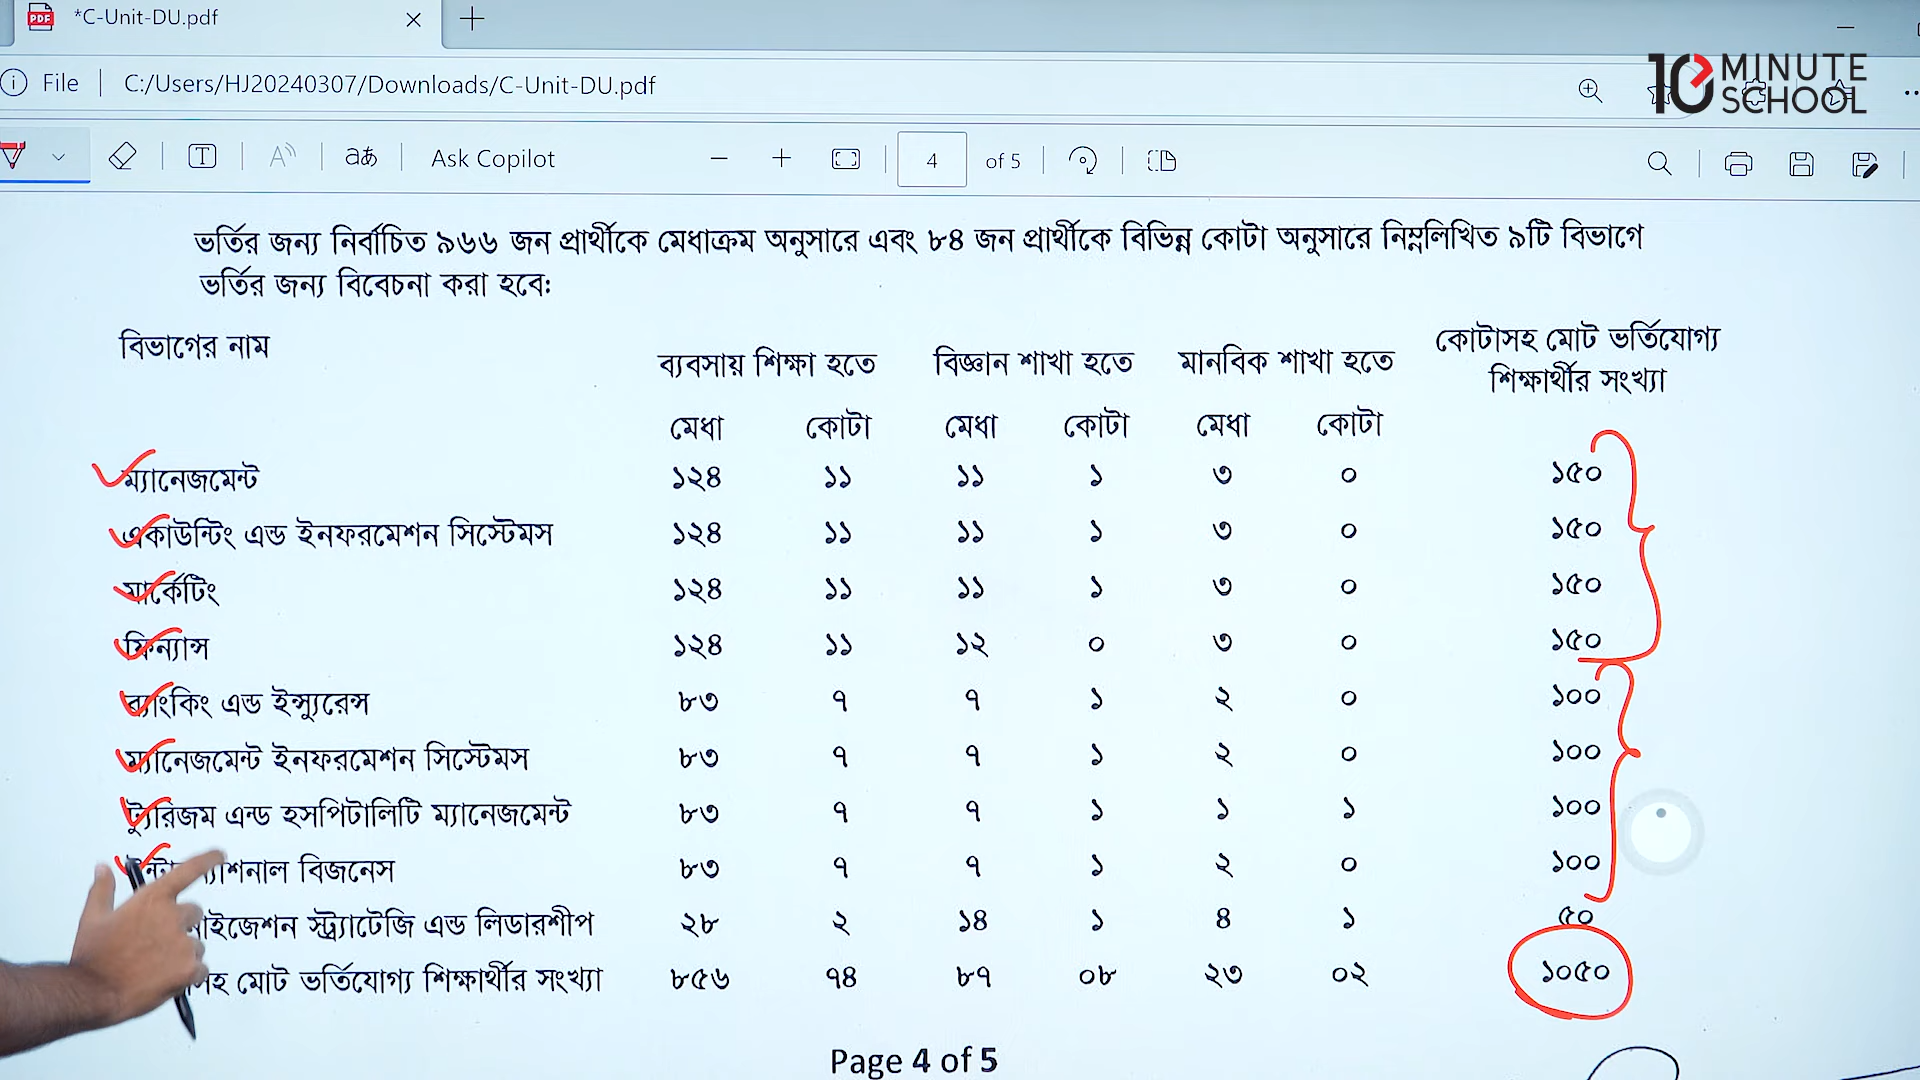 *C-Unit-DU.pdf
File C:/Users/HJ20240307/Downloads/C-Unit-DU.pdf
10 MINUTE SCHOOL
T A aあ Ask Copilot 4 of 5
ভর্তির জন্য নির্বাচিত ৯৬৬ জন প্রার্থীকে মেধাক্রম অনুসারে এবং ৮৪ জন প্রার্থীকে বিভিন্ন কোটা অনুসারে নিম্নলিখিত ৯টি বিভাগে
ভর্তির জন্য বিবেচনা করা হবে:
বিভাগের নাম ব্যবসায় শিক্ষা হতে বিজ্ঞান শাখা হতে মানবিক শাখা হতে কোটাসহ মোট ভর্তিযোগ্য
শিক্ষার্থীর সংখ্যা
মেধা কোটা মেধা কোটা মেধা কোটা
ম্যানেজমেন্ট ১২৪ ১১ ১১ ১ ৩ ০ ১৫০
একাউন্টিং এন্ড ইনফরমেশন সিস্টেমস ১২৪ ১১ ১১ ১ ৩ ০ ১৫০
মার্কেটিং ১২৪ ১১ ১১ ১ ৩ ০ ১৫০
ফিন্যান্স ১২৪ ১১ ১২ ০ ৩ ০ ১৫০
ব্যাংকিং এন্ড ইন্স্যুরেন্স ৮৩ ৭ ৭ ১ ২ ০ ১০০
ম্যানেজমেন্ট ইনফরমেশন সিস্টেমস ৮৩ ৭ ৭ ১ ২ ০ ১০০
ট্যুরিজম এন্ড হসপিটালিটি ম্যানেজমেন্ট ৮৩ ৭ ৭ ১ ১ ১ ১০০
বিজনেস ৮৩ ৭ ৭ ১ ২ ০ ১০০
স্ট্র্যাটেজি এন্ড লিডারশীপ ২৮ ২ ১৪ ১ ৪ ১ ৫০
মোট ভর্তিযোগ্য শিক্ষার্থীর সংখ্যা ৮৫৬ ৭৪ ৮৭ ০৮ ২৩ ০২ ১০৫০
Page 4 of 5